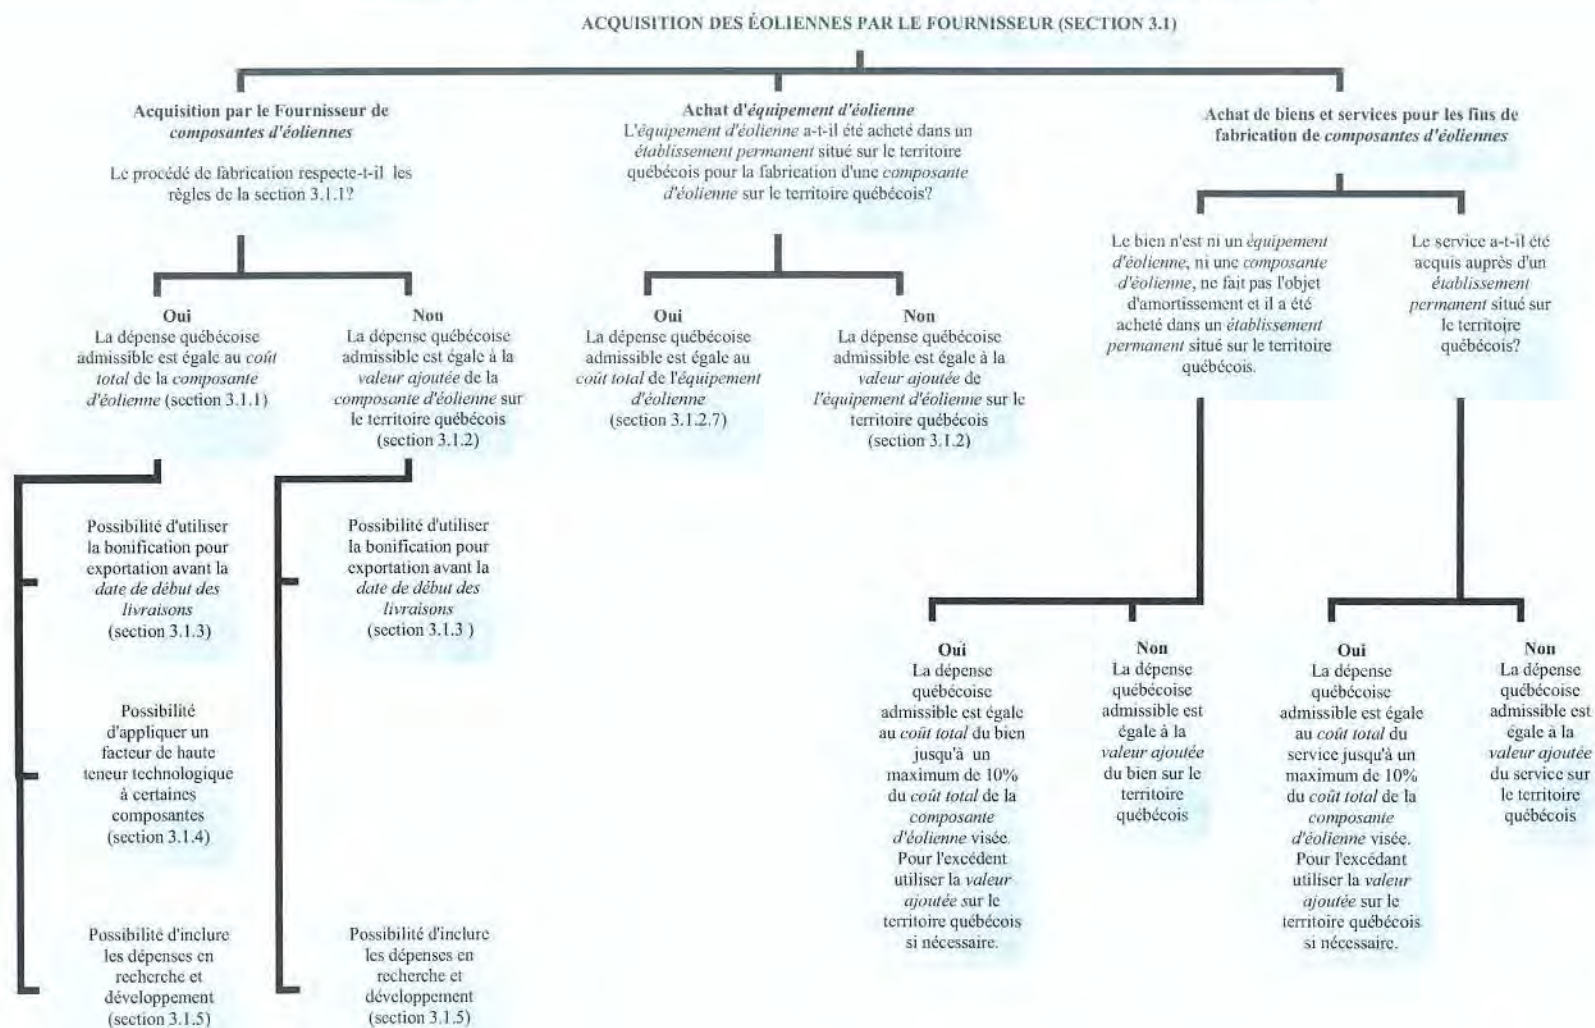 ACQUISITION DES ÉOLIENNES PAR LE FOURNISSEUR (SECTION 3.1)
Acquisition par le Fournisseur de
composantes d'éoliennes
Le procédé de fabrication respecte-t-il les
règles de la section 3.1.1?
Oui
La dépense québécoise
admissible est égale au coût
total de la composante
d'éolienne (section 3.1.1)
Non
La dépense québécoise
admissible est égale à la
valeur ajoutée de la
composante d'éolienne sur
le territoire québécois
(section 3.1.2)
Possibilité d'utiliser
la bonification pour
exportation avant la
date de début des
livraisons
(section 3.1.3)
Possibilité
d'appliquer un
facteur de haute
teneur technologique
à certaines
composantes
(section 3.1.4)
Possibilité d'inclure
les dépenses en
recherche et
développement
(section 3.1.5)
Possibilité d'utiliser
la bonification pour
exportation avant la
date de début des
livraisons
(section 3.1.3 )
Possibilité d'inclure
les dépenses en
recherche et
développement
(section 3.1.5)
Achat d'équipement d'éolienne
L'équipement d'éolienne a-t-il été acheté dans un
établissement permanent situé sur le territoire
québécois pour la fabrication d'une composante
d'éolienne sur le territoire québécois?
Oui
La dépense québécoise
admissible est égale au
coût total de l'équipement
d'éolienne
(section 3.1.2.7)
Non
La dépense québécoise
admissible est égale à la
valeur ajoutée de
l'équipement d'éolienne sur le
territoire québécois
(section 3.1.2)
Achat de biens et services pour les fins de
fabrication de composantes d'éoliennes
Le bien n'est ni un équipement
d'éolienne, ni une composante
d'éolienne, ne fait pas l'objet
d'amortissement et il a été
acheté dans un établissement
permanent situé sur le territoire
québécois.
Oui
La dépense
québécoise
admissible est égale
au coût total du bien
jusqu'à un
maximum de 10%
du coût total de la
composante
d'éolienne visée.
Pour l'excédent
utiliser la valeur
ajoutée sur le
territoire québécois
si nécessaire.
Non
La dépense
québécoise
admissible est
égale à la
valeur ajoutée
du bien sur le
territoire
québécois
Le service a-t-il été
acquis auprès d'un
établissement
permanent situé sur
le territoire
québécois?
Oui
La dépense
québécoise
admissible est égale
au coût total du
service jusqu'à un
maximum de 10%
du coût total de la
composante
d'éolienne visée.
Pour l'excédant
utiliser la valeur
ajoutée sur le
territoire québécois
si nécessaire.
Non
La dépense
québécoise
admissible est
égale à la
valeur ajoutée
du service sur
le territoire
québécois